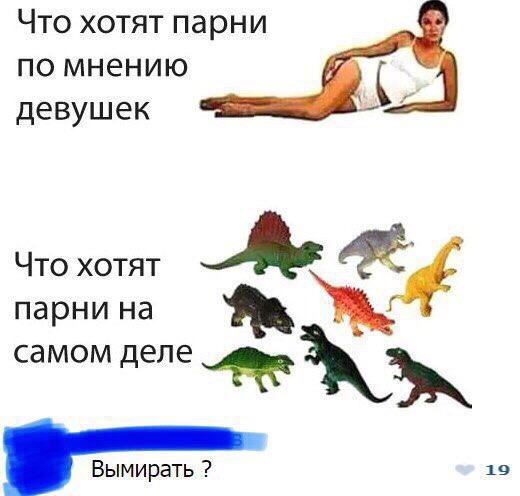 Что хотят парни
по мнению
девушек
Что хотят
парни на
самом деле
Вымирать ?
19